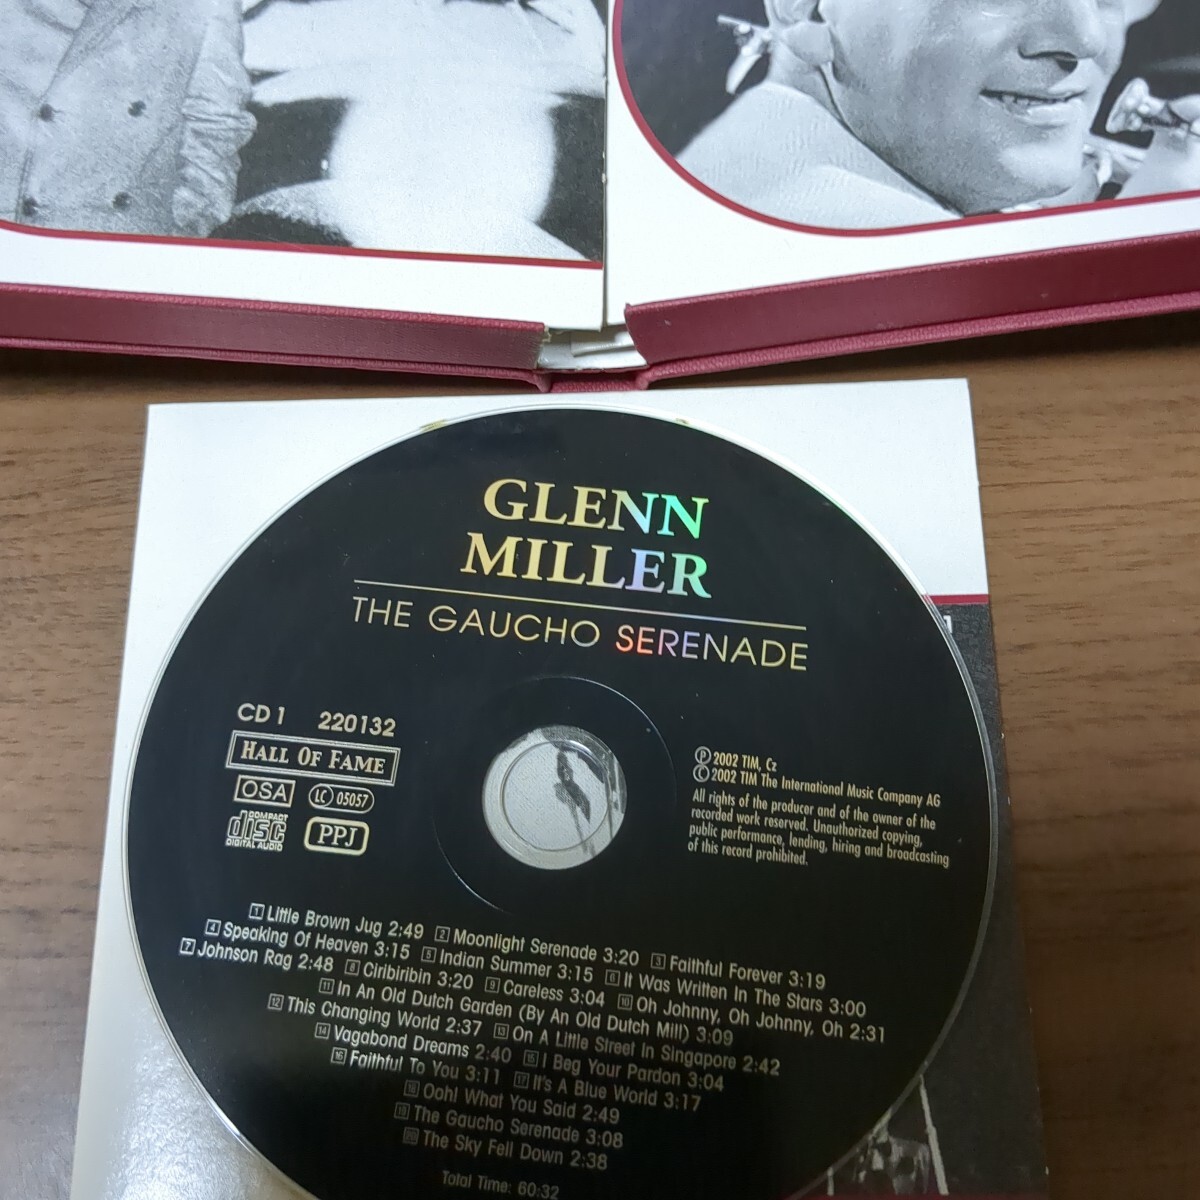 GLENN
MILLER
THE GAUCHO SERENADE
CD 1 220132
HALL OF FAME
OSA LC 05057
COMPACT
disc
DIGITAL AUDIO
PPJ
Ⓟ 2002 TIM, Cz
© 2002 TIM The International Music Company AG
All rights of the producer and of the owner of the
recorded work reserved. Unauthorized copying,
public performance, lending, hiring and broadcasting
of this record prohibited.
1 Little Brown Jug 2:49 2 Moonlight Serenade 3:20 3 Faithful Forever 3:19
4 Speaking Of Heaven 3:15 5 Indian Summer 3:15 6 It Was Written In The Stars 3:00
7 Johnson Rag 2:48 8 Ciribiribin 3:20 9 Careless 3:04 10 Oh Johnny, Oh Johnny, Oh 2:31
11 In An Old Dutch Garden (By An Old Dutch Mill) 3:09
12 This Changing World 2:37 13 On A Little Street In Singapore 2:42
14 Vagabond Dreams 2:40 15 I Beg Your Pardon 3:04
16 Faithful To You 3:11 17 It's A Blue World 3:17
18 Ooh! What You Said 2:49
19 The Gaucho Serenade 3:08
20 The Sky Fell Down 2:38
Total Time: 60:32